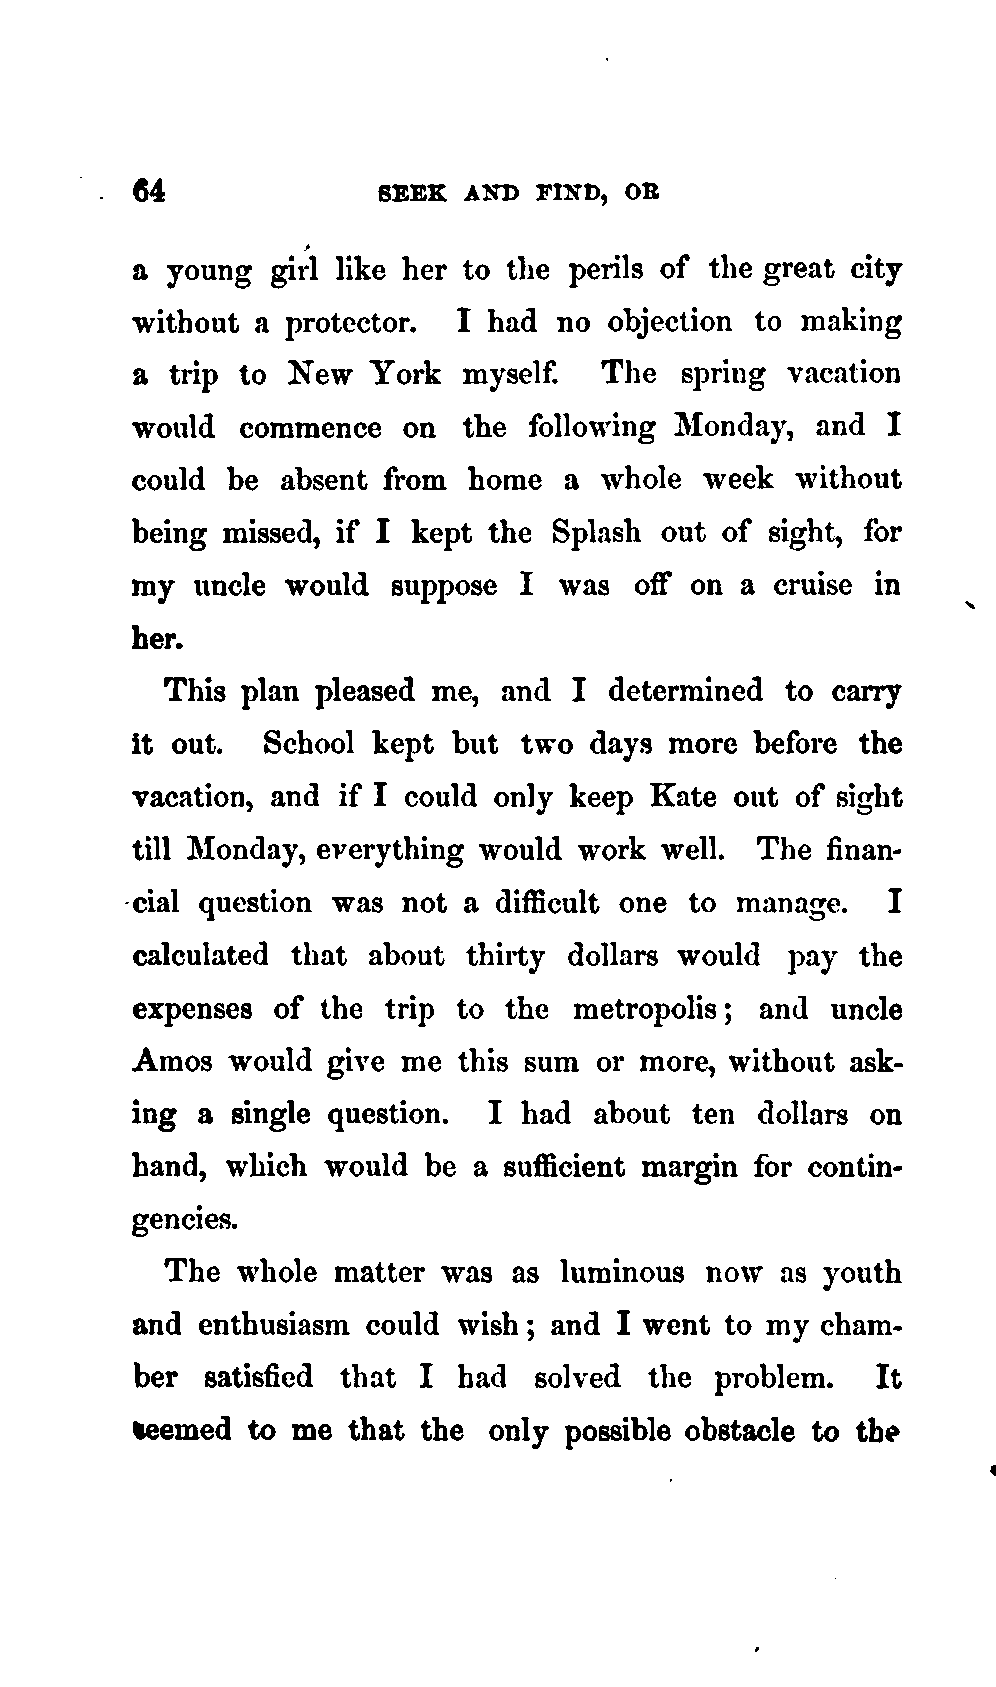 64 SEEK AND FIND, OR
a young girl like her to the perils of the great city
without a protector. I had no objection to making
a trip to New York myself. The spring vacation
would commence on the following Monday, and I
could be absent from home a whole week without
being missed, if I kept the Splash out of sight, for
my uncle would suppose I was off on a cruise in
her.
This plan pleased me, and I determined to carry
it out. School kept but two days more before the
vacation, and if I could only keep Kate out of sight
till Monday, everything would work well. The finan-
cial question was not a difficult one to manage. I
calculated that about thirty dollars would pay the
expenses of the trip to the metropolis; and uncle
Amos would give me this sum or more, without ask-
ing a single question. I had about ten dollars on
hand, which would be a sufficient margin for contin-
gencies.
The whole matter was as luminous now as youth
and enthusiasm could wish; and I went to my cham-
ber satisfied that I had solved the problem. It
seemed to me that the only possible obstacle to the